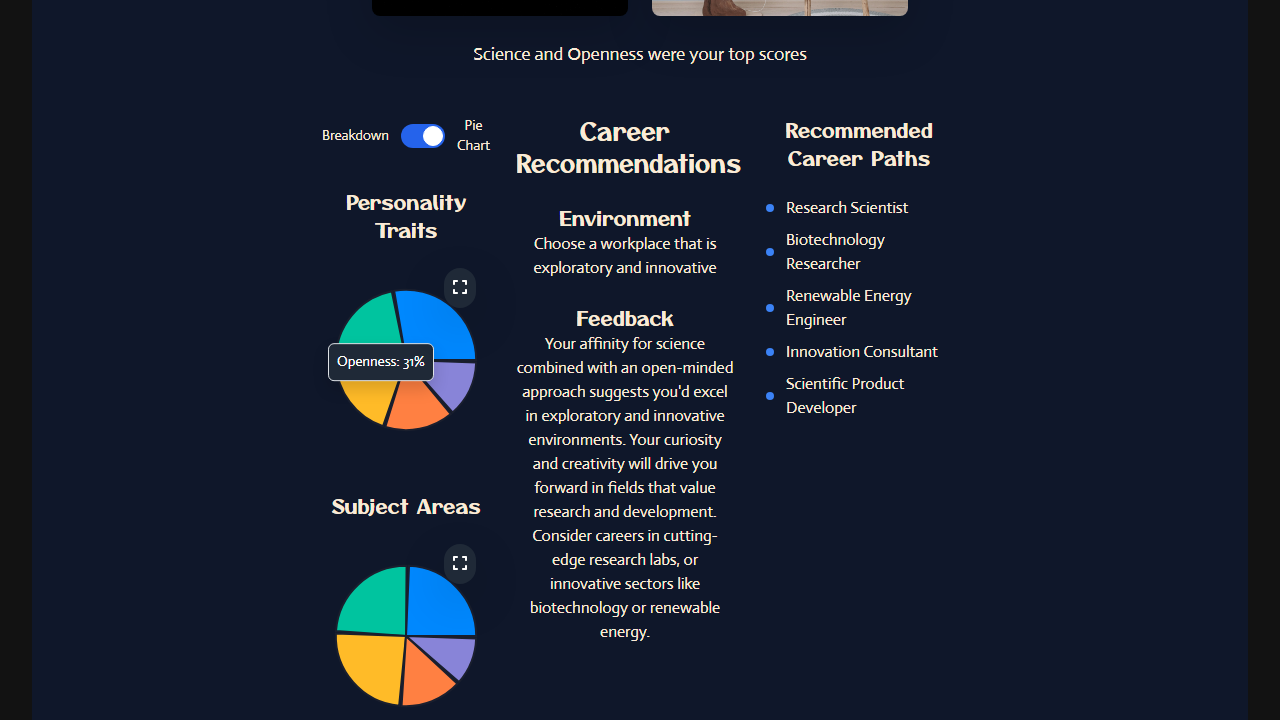 Science and Openness were your top scores
Breakdown
Pie
Chart
Personality
Traits
Openness: 31%
Subject Areas
Career
Recommendations
Environment
Choose a workplace that is
exploratory and innovative
Feedback
Your affinity for science
combined with an open-minded
approach suggests you'd excel
in exploratory and innovative
environments. Your curiosity
and creativity will drive you
forward in fields that value
research and development.
Consider careers in cutting-
edge research labs, or
innovative sectors like
biotechnology or renewable
energy.
Recommended
Career Paths
Research Scientist
Biotechnology
Researcher
Renewable Energy
Engineer
Innovation Consultant
Scientific Product
Developer